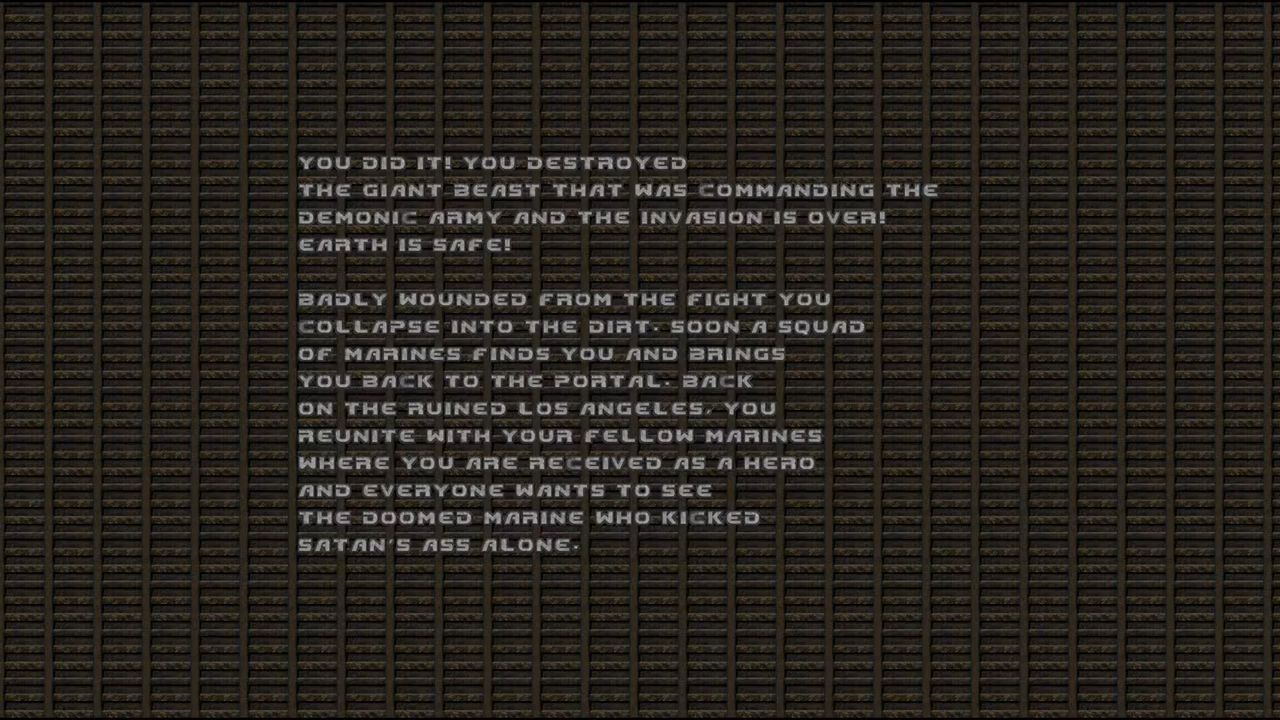 YOU DID IT! YOU DESTROYED
THE GIANT BEAST THAT WAS COMMANDING THE
DEMONIC ARMY AND THE INVASION IS OVER!
EARTH IS SAFE!
BADLY WOUNDED FROM THE FIGHT YOU
COLLAPSE INTO THE DIRT. SOON A SQUAD
OF MARINES FINDS YOU AND BRINGS
YOU BACK TO THE PORTAL. BACK
ON THE RUINED LOS ANGELES, YOU
REUNITE WITH YOUR FELLOW MARINES
WHERE YOU ARE RECEIVED AS A HERO
AND EVERYONE WANTS TO SEE
THE DOOMED MARINE WHO KICKED
SATAN'S ASS ALONE.